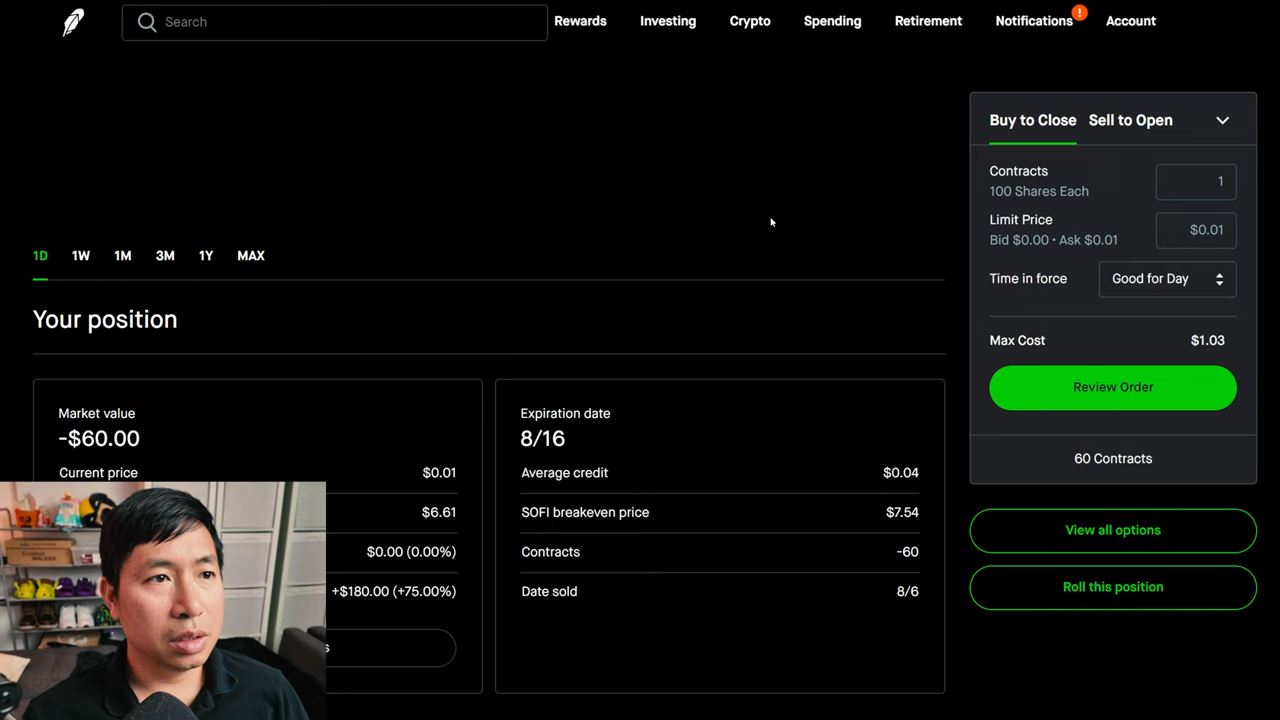 Search
Rewards
Investing
Crypto
Spending
Retirement
Notifications
!
Account
Buy to Close
Sell to Open
Contracts
100 Shares Each
1
Limit Price
Bid $0.00 • Ask $0.01
$0.01
Time in force
Good for Day
Max Cost
$1.03
Review Order
60 Contracts
View all options
Roll this position
1D
1W
1M
3M
1Y
MAX
Your position
Market value
-$60.00
Current price
$0.01
$6.61
$0.00 (0.00%)
+$180.00 (+75.00%)
s
Expiration date
8/16
Average credit
$0.04
SOFI breakeven price
$7.54
Contracts
-60
Date sold
8/6